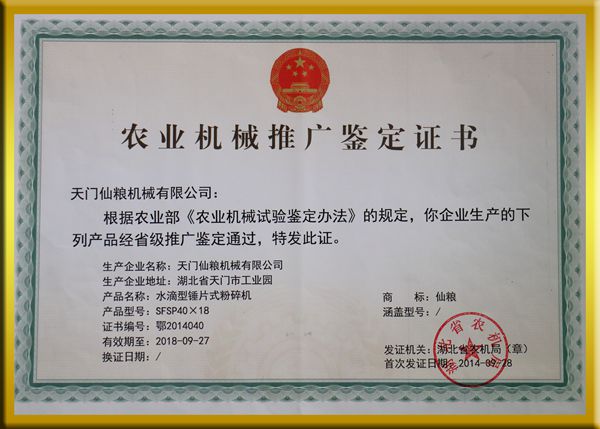 农业机械推广鉴定证书
天门仙粮机械有限公司：
根据农业部《农业机械试验鉴定办法》的规定，你企业生产的下
列产品经省级推广鉴定通过，特发此证。
生产企业名称：天门仙粮机械有限公司
生产企业地址：湖北省天门市工业园
产品名称：水滴型锤片式粉碎机
商 标：仙粮
产品型号：SFSP40×18
涵盖型号：/
证书编号：鄂2014040
有效期至：2018-09-27
发证机关：湖北省农机局（章）
换证日期：/
首次发证日期：2014-09-28
湖北省农机局